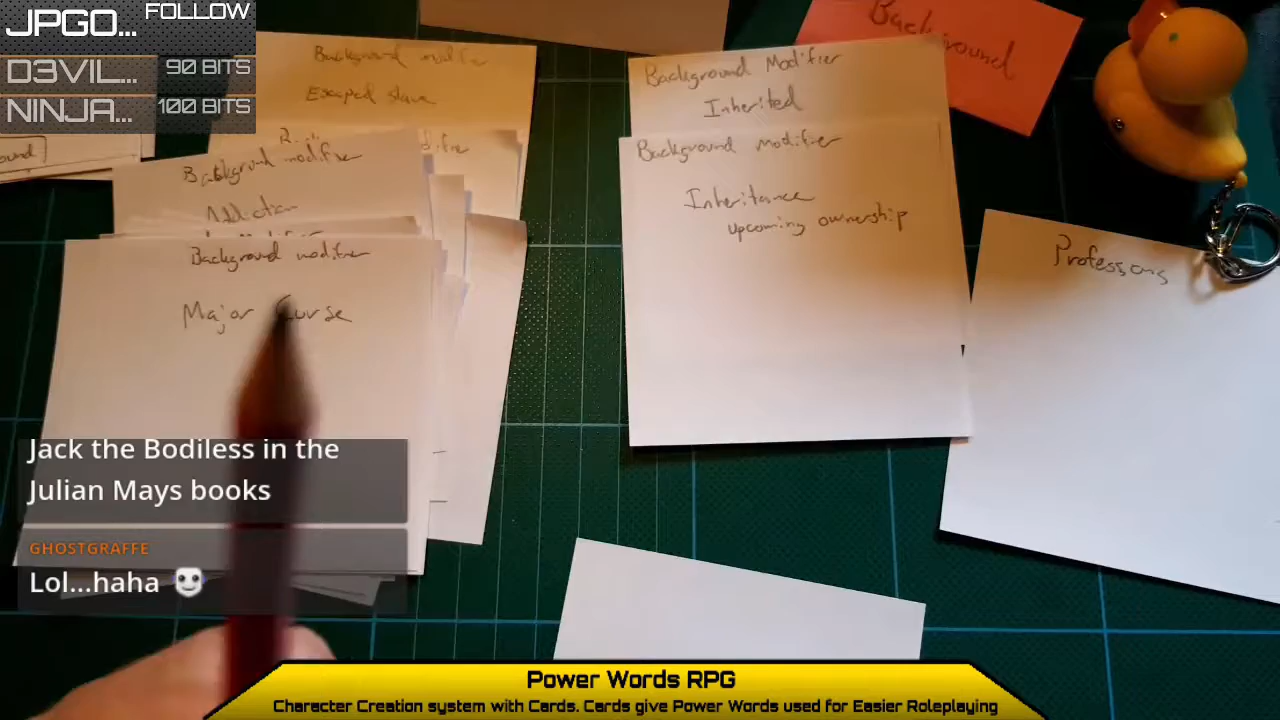 JPGO... FOLLOW
D3VIL... 90 BITS
NINJA... 100 BITS
Background modifier
Escaped slave
Background modifier
Addiction
Background modifier
Major Curse
Background Modifier
Inherited
Background modifier
Inheritance
upcoming ownership
Background
Professions
Jack the Bodiless in the
Julian Mays books
GHOSTGRAFFE
Lol...haha
Power Words RPG
Character Creation system with Cards. Cards give Power Words used for Easier Roleplaying